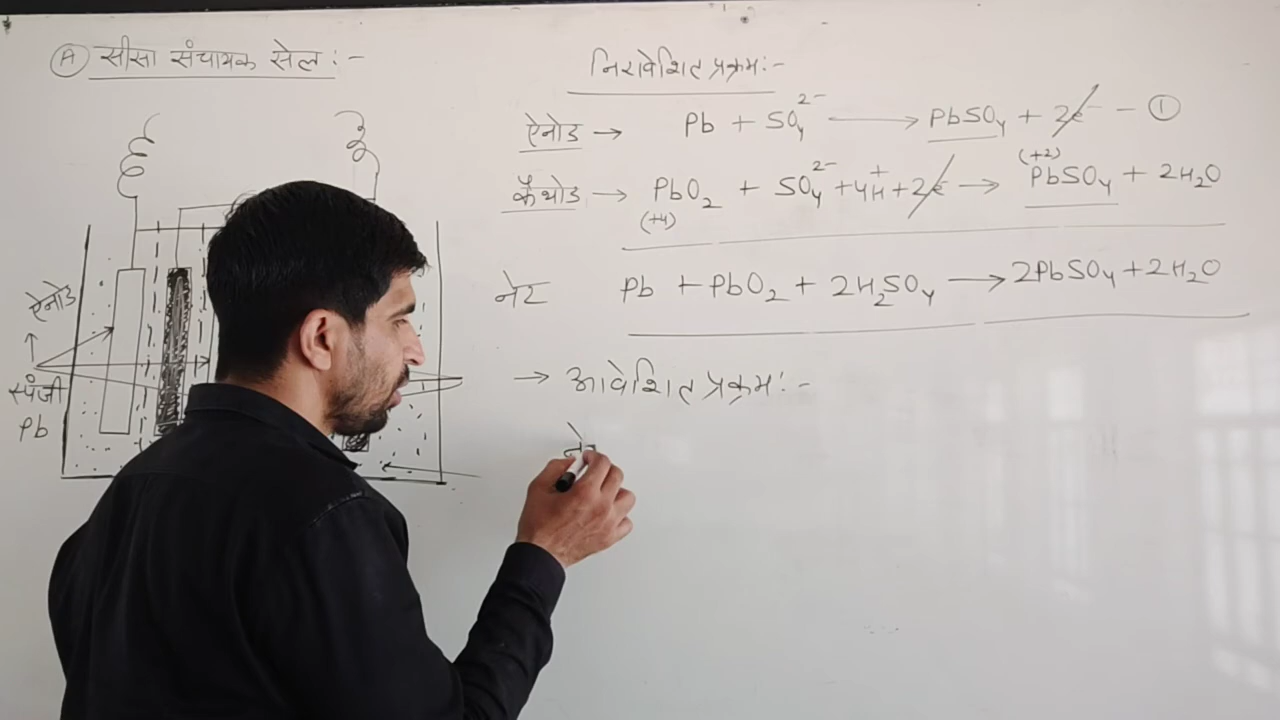 (A) सीसा संचायक सेल :-
निरावेशित प्रक्रम :-
ऐनोड → Pb + SO₄²⁻ → PbSO₄ + 2e⁻ - ①
कैथोड → PbO₂ + SO₄²⁻ + 4H⁺ + 2e → PbSO₄ + 2H₂O
(+4) (+2)
नेट Pb + PbO₂ + 2H₂SO₄ → 2PbSO₄ + 2H₂O
→ आवेशित प्रक्रम :-
ऐनोड
स्पंजी
Pb